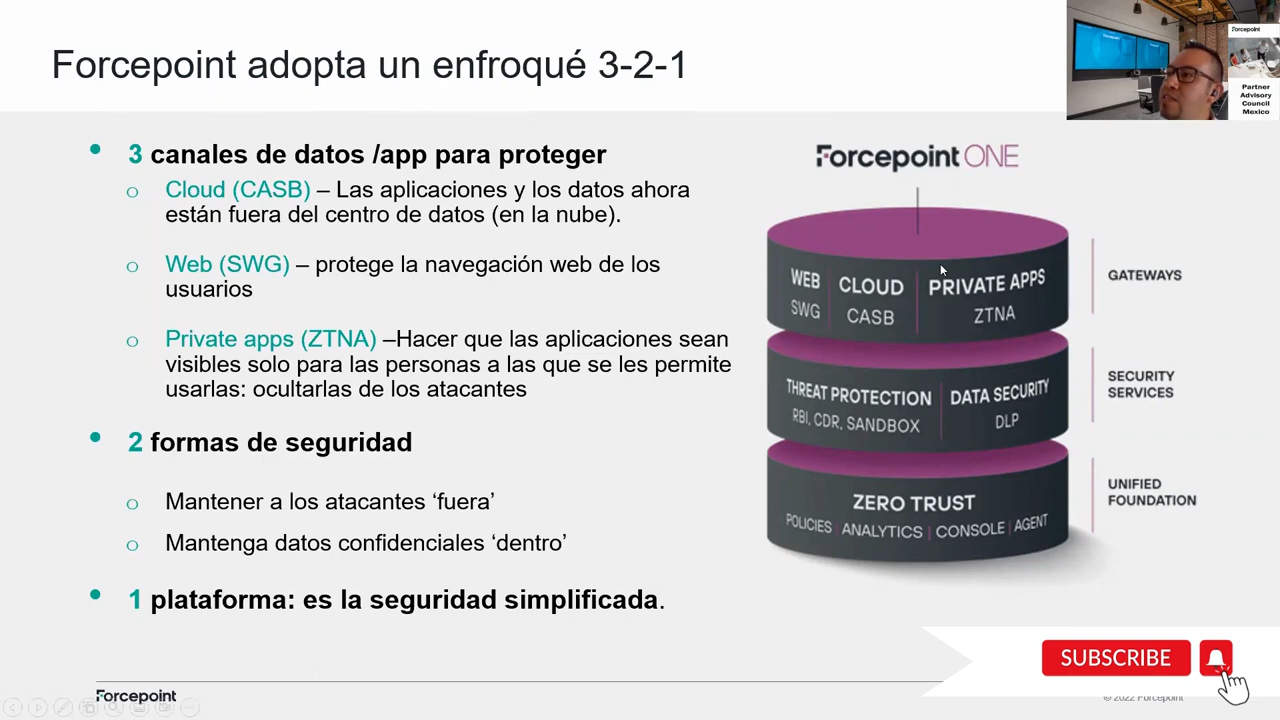 Forcepoint adopta un enfroqué 3-2-1
Forcepoint
Partner
Advisory
Council
Mexico
3 canales de datos /app para proteger
Cloud (CASB) – Las aplicaciones y los datos ahora
están fuera del centro de datos (en la nube).
Web (SWG) – protege la navegación web de los
usuarios
Private apps (ZTNA) –Hacer que las aplicaciones sean
visibles solo para las personas a las que se les permite
usarlas: ocultarlas de los atacantes
2 formas de seguridad
Mantener a los atacantes ‘fuera’
Mantenga datos confidenciales ‘dentro’
1 plataforma: es la seguridad simplificada.
Forcepoint ONE
WEB
SWG
CLOUD
CASB
PRIVATE APPS
ZTNA
GATEWAYS
THREAT PROTECTION
RBI, CDR, SANDBOX
DATA SECURITY
DLP
SECURITY
SERVICES
ZERO TRUST
POLICIES | ANALYTICS | CONSOLE | AGENT
UNIFIED
FOUNDATION
SUBSCRIBE
Forcepoint
© 2022 Forcepoint